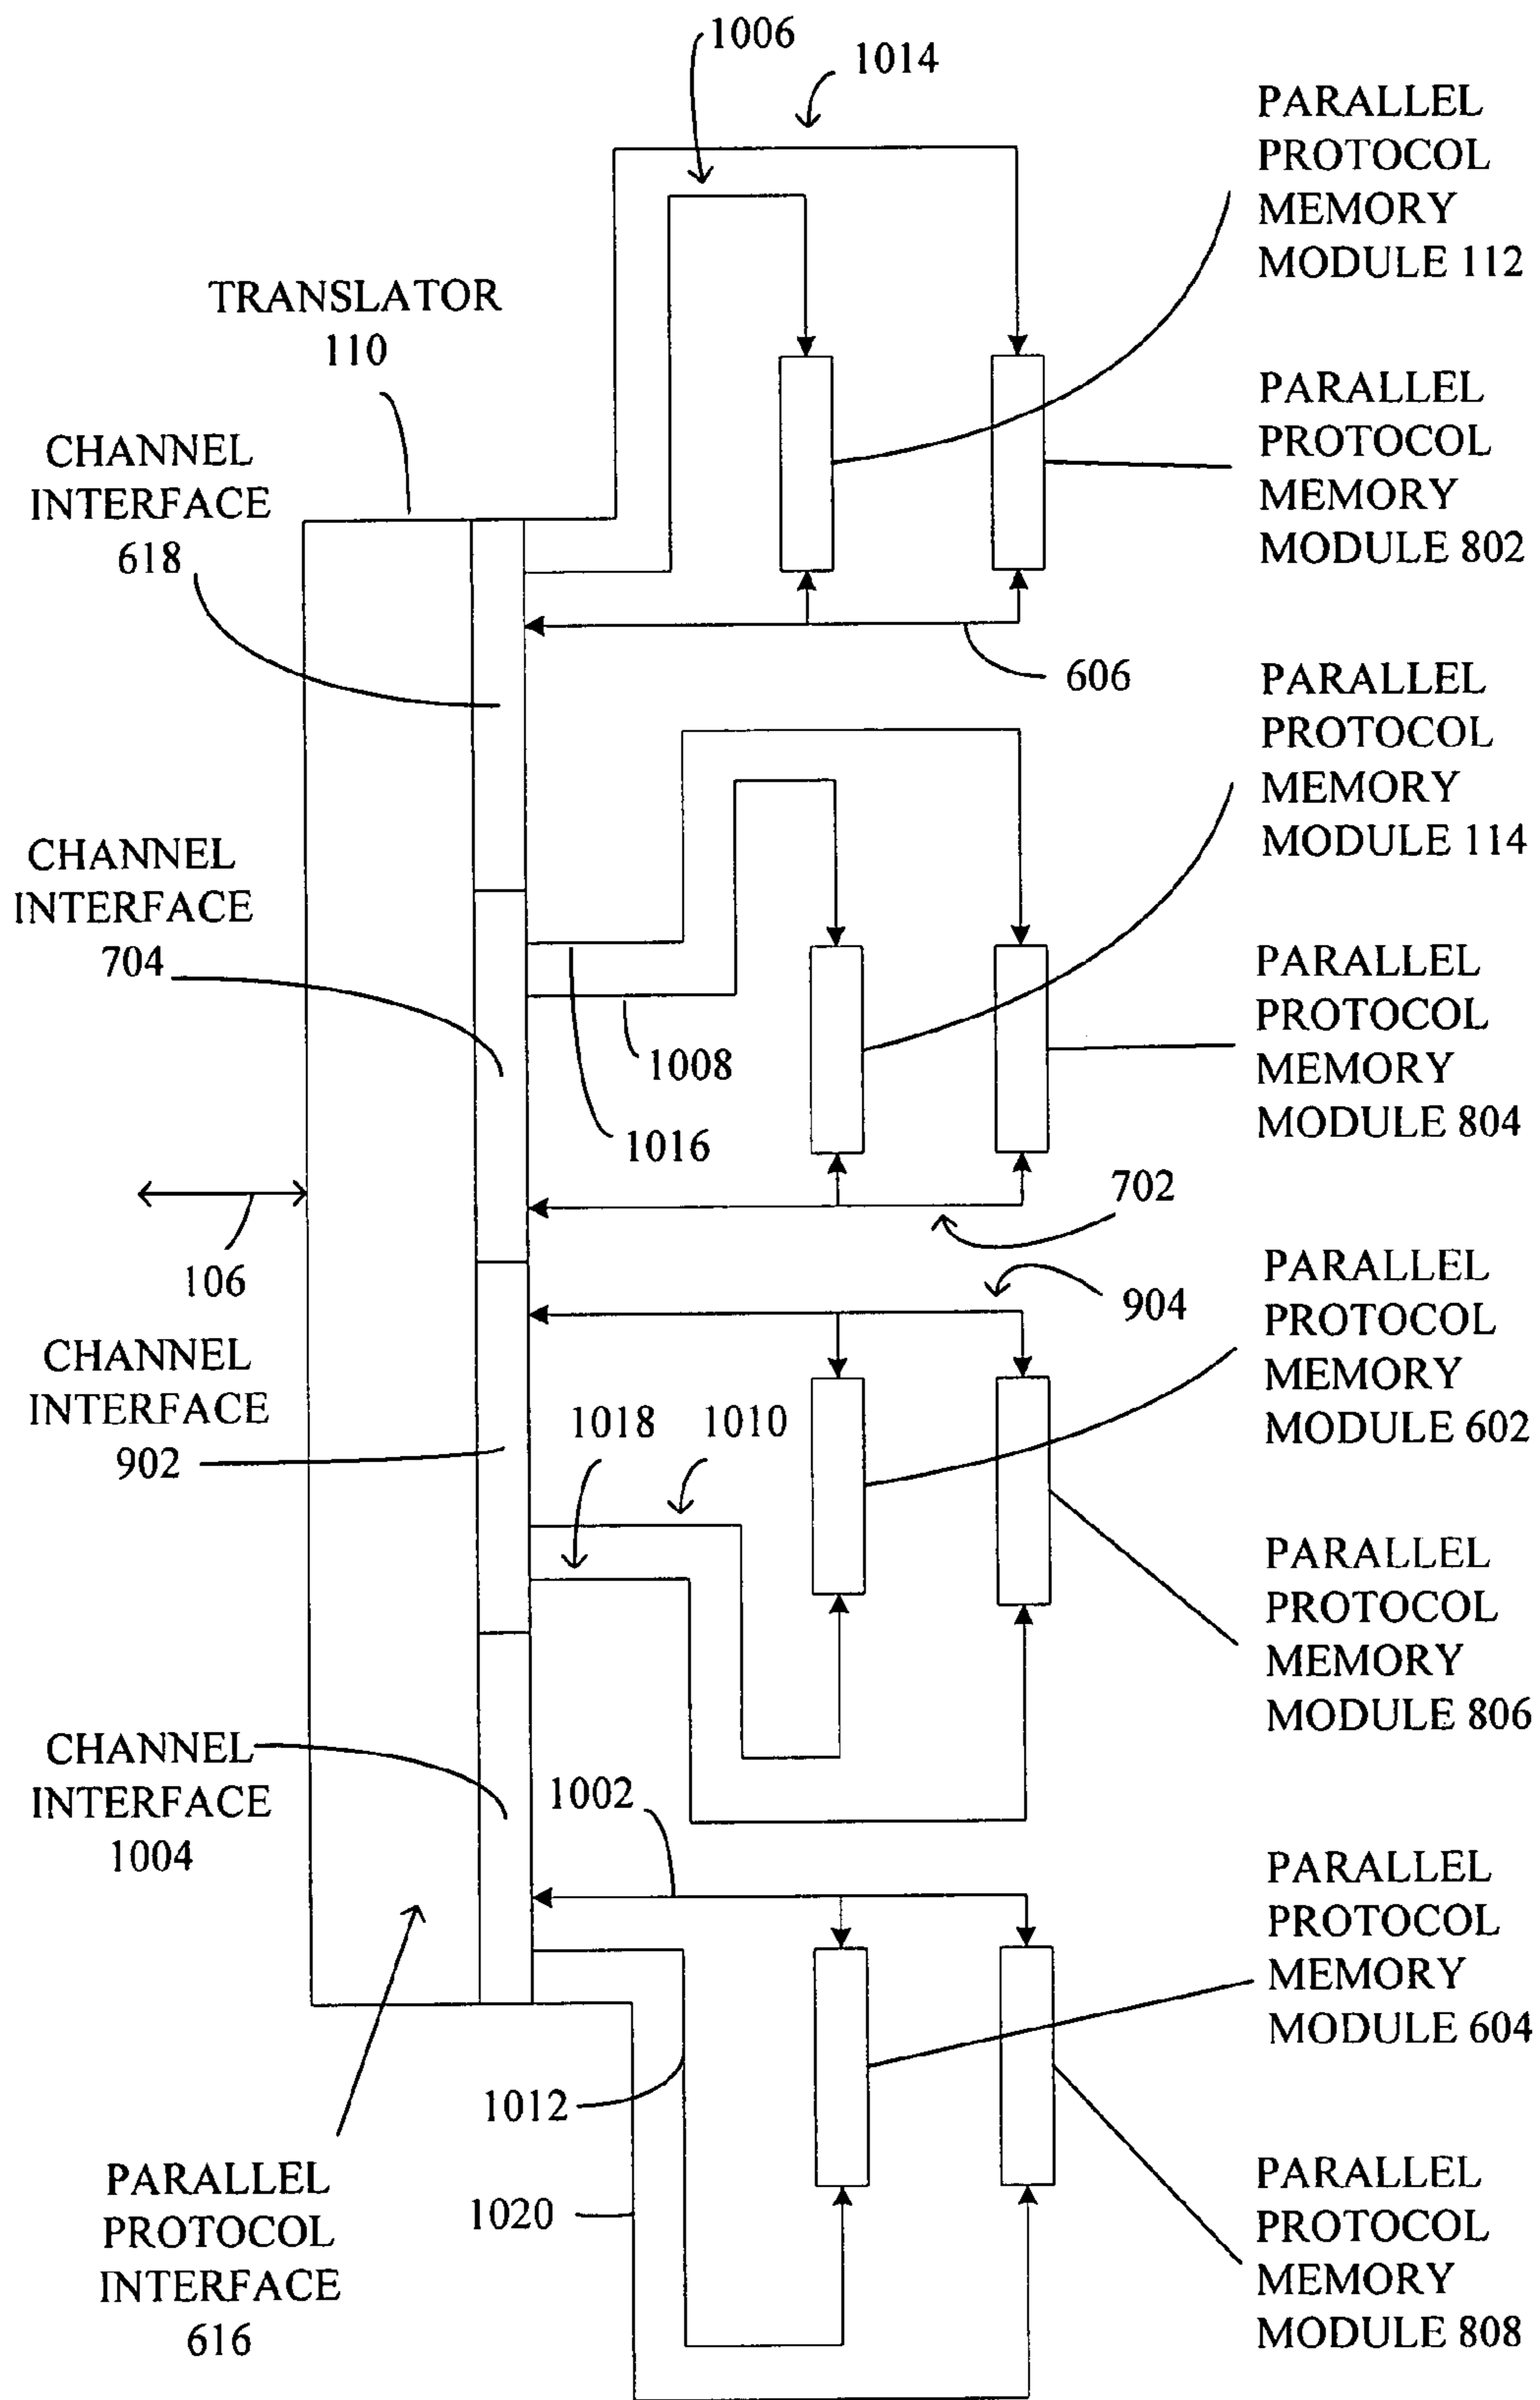 1006
1014
PARALLEL
PROTOCOL
MEMORY
MODULE 112
TRANSLATOR
110
PARALLEL
PROTOCOL
MEMORY
MODULE 802
CHANNEL
INTERFACE
618
606
PARALLEL
PROTOCOL
MEMORY
MODULE 114
CHANNEL
INTERFACE
704
1008
1016
PARALLEL
PROTOCOL
MEMORY
MODULE 804
702
106
904
PARALLEL
PROTOCOL
MEMORY
MODULE 602
CHANNEL
INTERFACE
902
1018
1010
PARALLEL
PROTOCOL
MEMORY
MODULE 806
CHANNEL
INTERFACE
1004
1002
PARALLEL
PROTOCOL
MEMORY
MODULE 604
1012
1020
PARALLEL
PROTOCOL
INTERFACE
616
PARALLEL
PROTOCOL
MEMORY
MODULE 808